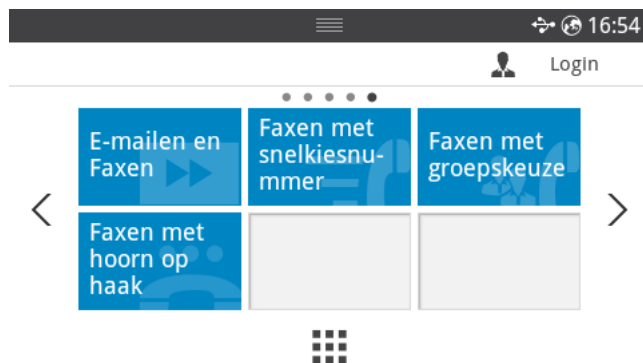 16:54
Login
E-mailen en
Faxen
Faxen met
snelkiesnu-
mmer
Faxen met
groepskeuze
Faxen met
hoorn op
haak